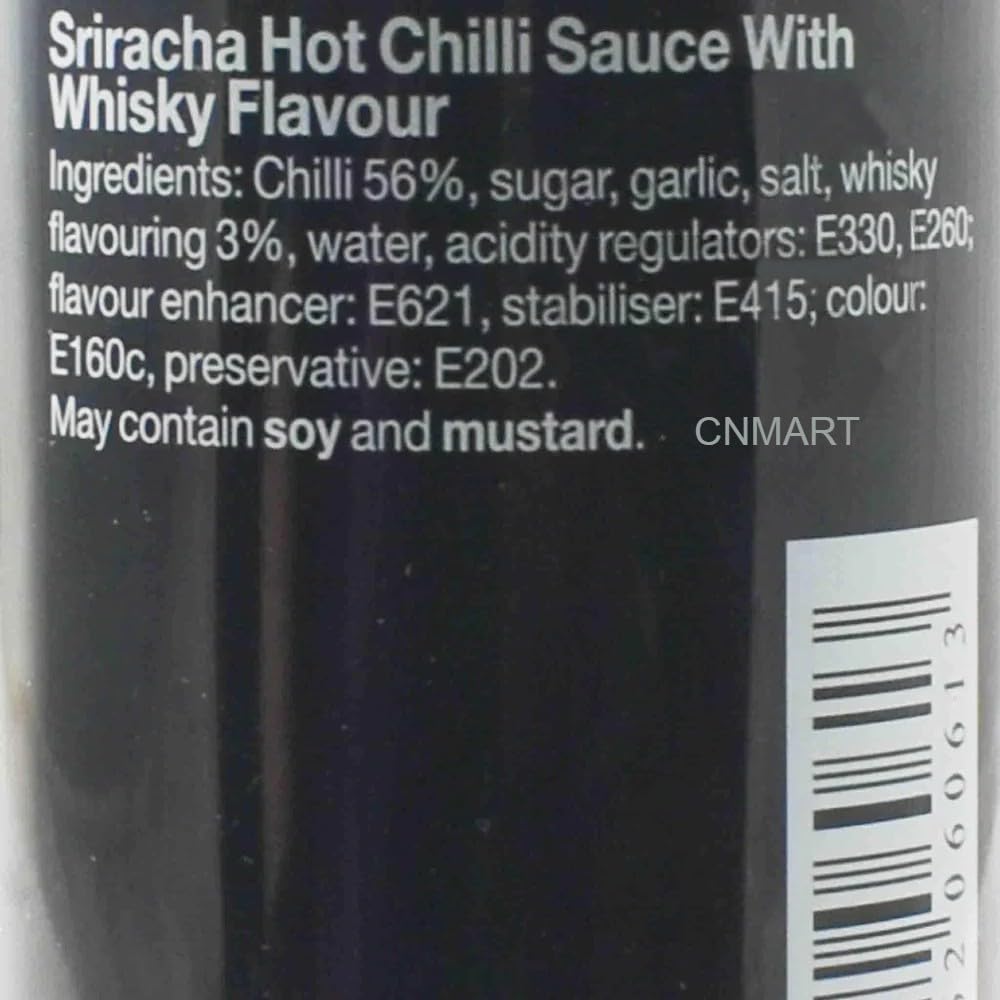 Sriracha Hot Chilli Sauce With
Whisky Flavour
Ingredients: Chilli 56%, sugar, garlic, salt, whisky
flavouring 3%, water, acidity regulators: E330, E260;
flavour enhancer: E621, stabiliser: E415; colour:
E160c, preservative: E202.
May contain soy and mustard.
CNMART
2060613